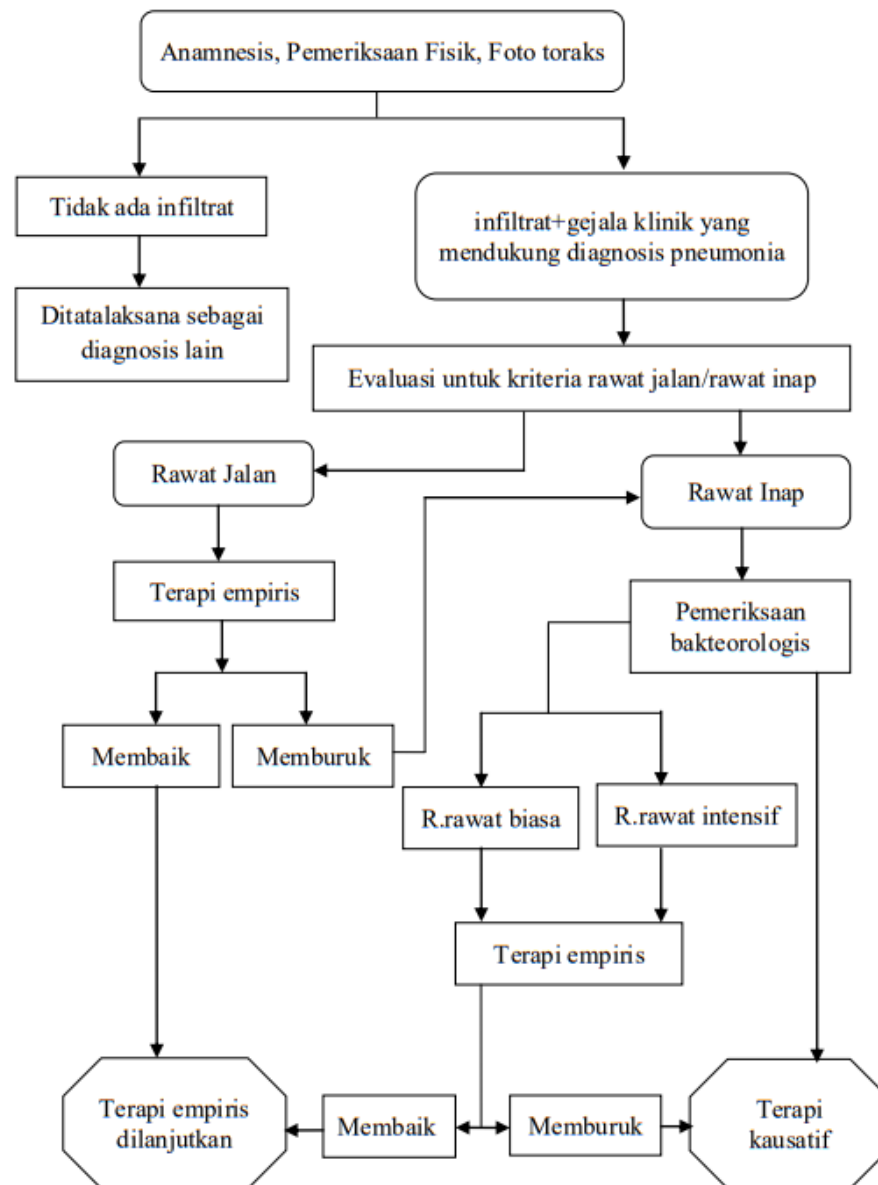 Anamnesis, Pemeriksaan Fisik, Foto toraks
Tidak ada infiltrat
infiltrat+gejala klinik yang
mendukung diagnosis pneumonia
Ditatalaksana sebagai
diagnosis lain
Evaluasi untuk kriteria rawat jalan/rawat inap
Rawat Jalan
Rawat Inap
Terapi empiris
Pemeriksaan
bakteorologis
Membaik
Memburuk
R.rawat biasa
R.rawat intensif
Terapi empiris
Terapi empiris
dilanjutkan
Membaik
Memburuk
Terapi
kausatif